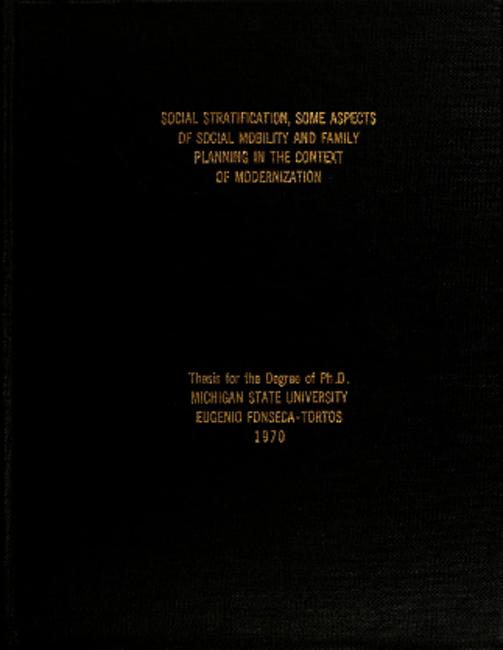 SOCIAL STRATIFICATION, SOME ASPECTS
OF SOCIAL MOBILITY AND FAMILY
PLANNING IN THE CONTEXT
OF MODERNIZATION
Thesis for the Degree of Ph.D.
MICHIGAN STATE UNIVERSITY
EUGENIO FONSECA-TORTOS
1970